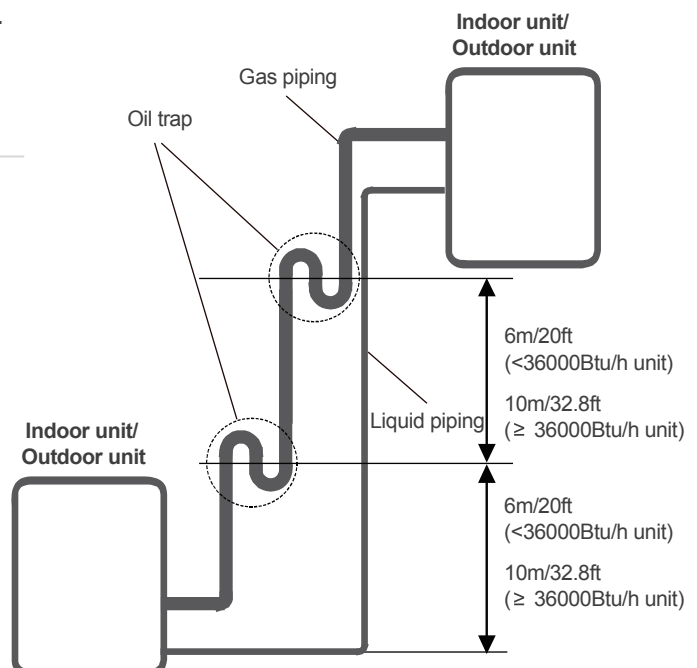 Indoor unit/
Outdoor unit
Gas piping
Oil trap
6m/20ft
(<36000Btu/h unit)
10m/32.8ft
(≥ 36000Btu/h unit)
Liquid piping
Indoor unit/
Outdoor unit
6m/20ft
(<36000Btu/h unit)
10m/32.8ft
(≥ 36000Btu/h unit)